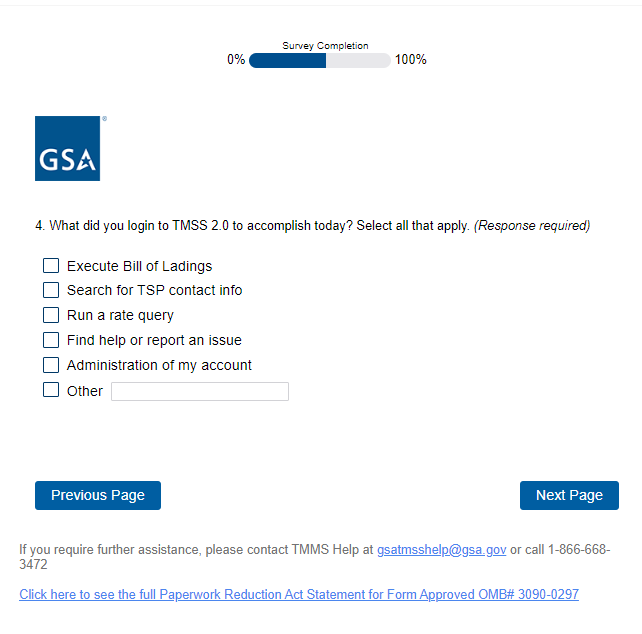 Survey Completion
0% 100%
®
GSA
4. What did you login to TMSS 2.0 to accomplish today? Select all that apply. (Response required)
Execute Bill of Ladings
Search for TSP contact info
Run a rate query
Find help or report an issue
Administration of my account
Other
Previous Page Next Page
If you require further assistance, please contact TMMS Help at gsatmsshelp@gsa.gov or call 1-866-668-
3472
Click here to see the full Paperwork Reduction Act Statement for Form Approved OMB# 3090-0297